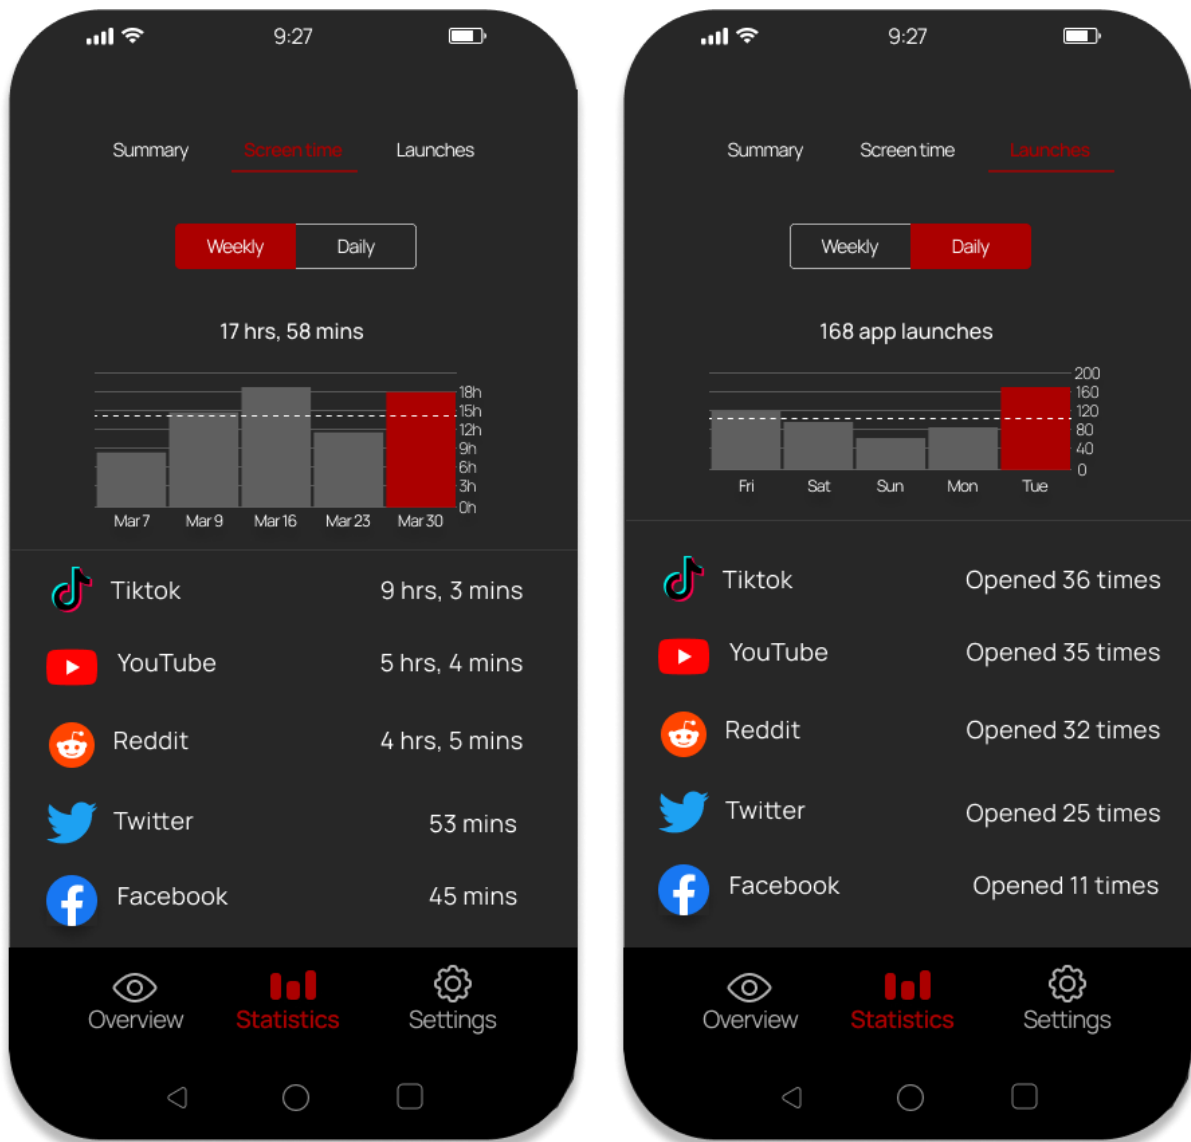 9:27
Summary Screen time Launches
Weekly Daily
17 hrs, 58 mins
18h
15h
12h
9h
6h
3h
0h
Mar 7 Mar 9 Mar 16 Mar 23 Mar 30
Tiktok 9 hrs, 3 mins
YouTube 5 hrs, 4 mins
Reddit 4 hrs, 5 mins
Twitter 53 mins
Facebook 45 mins
Overview Statistics Settings
9:27
Summary Screen time Launches
Weekly Daily
168 app launches
200
160
120
80
40
0
Fri Sat Sun Mon Tue
Tiktok Opened 36 times
YouTube Opened 35 times
Reddit Opened 32 times
Twitter Opened 25 times
Facebook Opened 11 times
Overview Statistics Settings